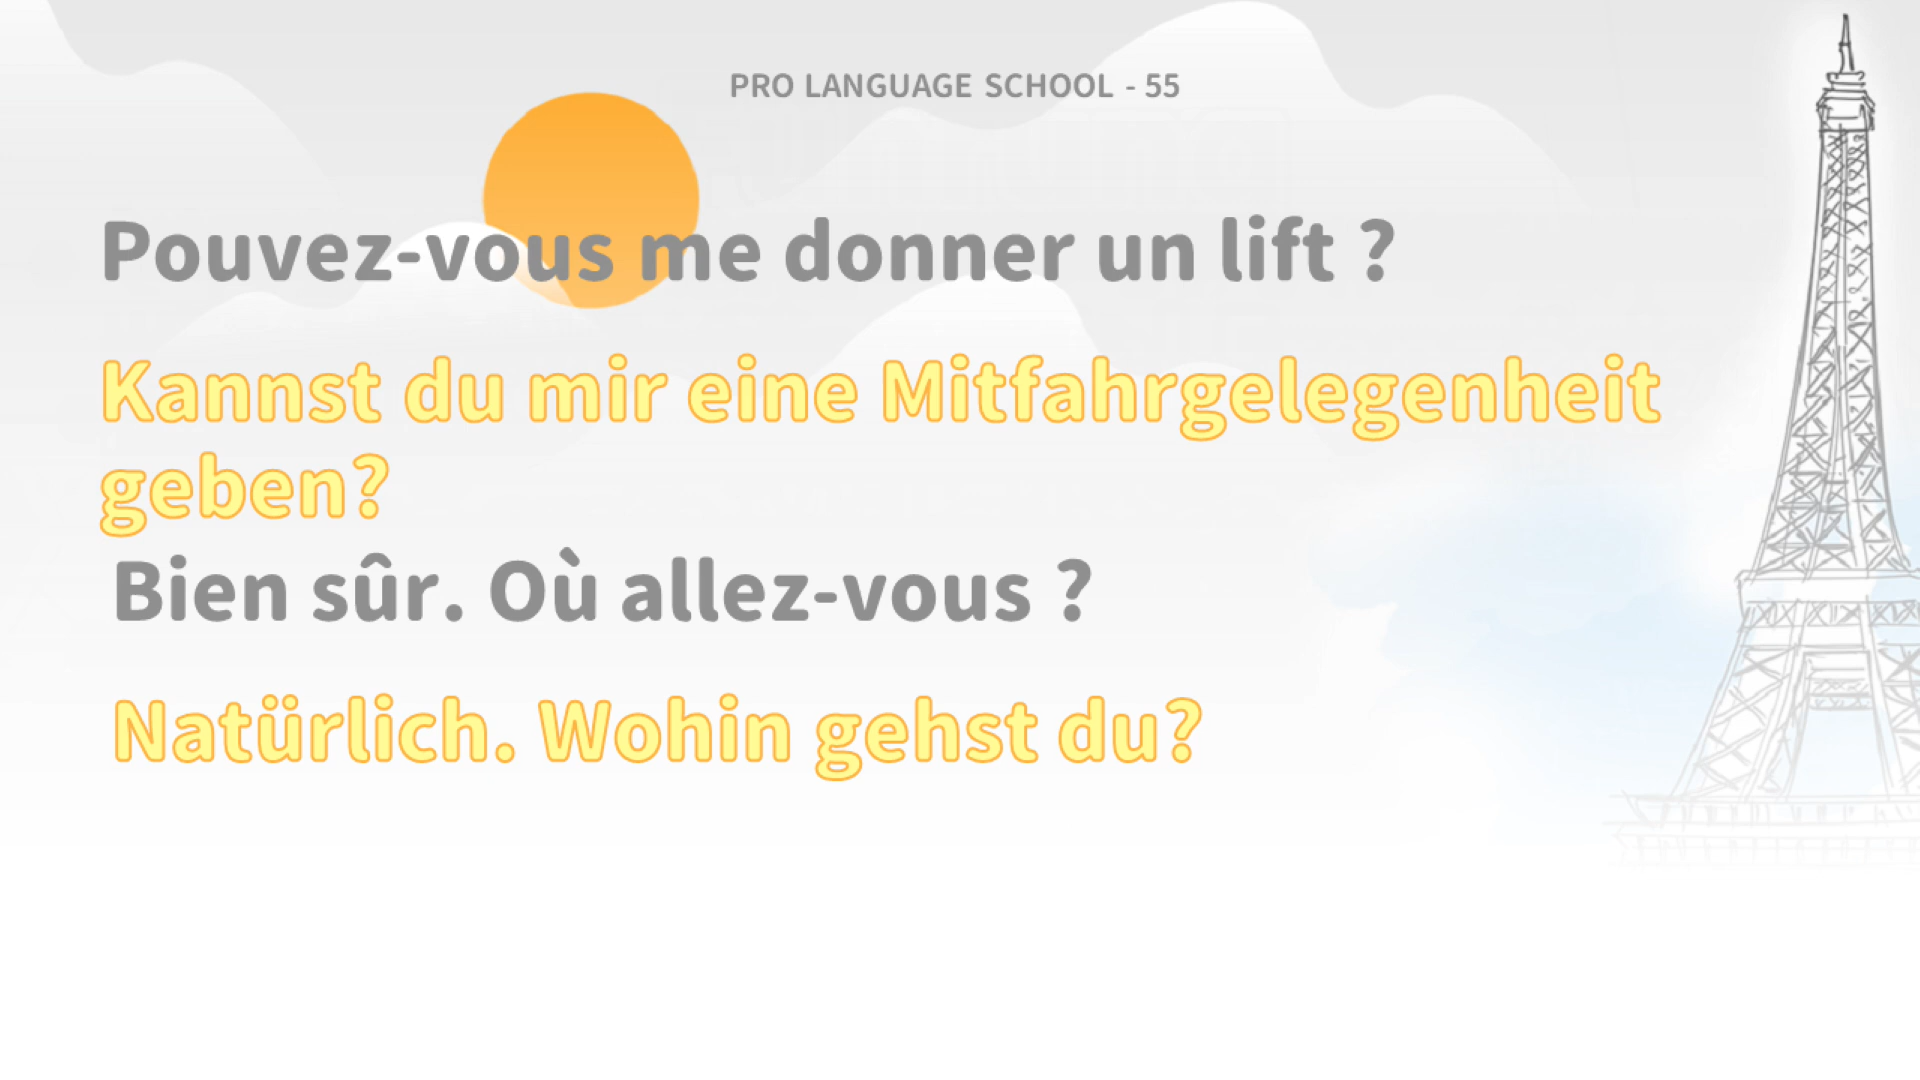 PRO LANGUAGE SCHOOL - 55
Pouvez-vous me donner un lift ?
Kannst du mir eine Mitfahrgelegenheit
geben?
Bien sûr. Où allez-vous ?
Natürlich. Wohin gehst du?